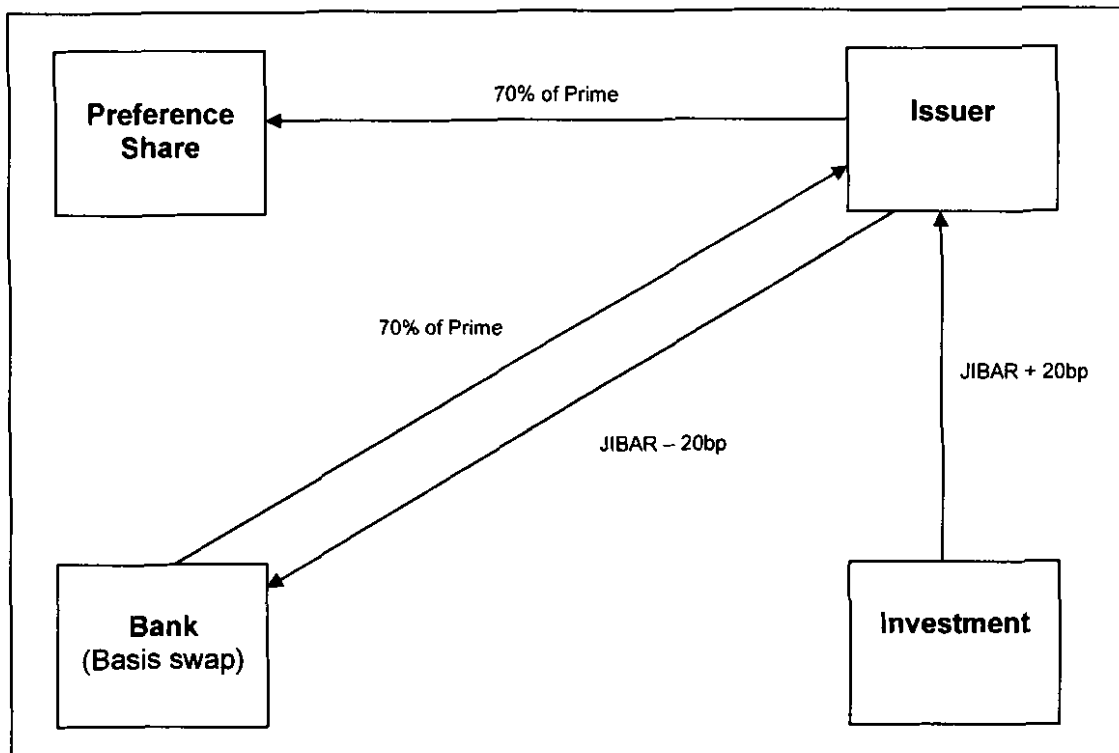 Preference
Share
70% of Prime
Issuer
70% of Prime
JIBAR + 20bp
JIBAR – 20bp
Bank
(Basis swap)
Investment